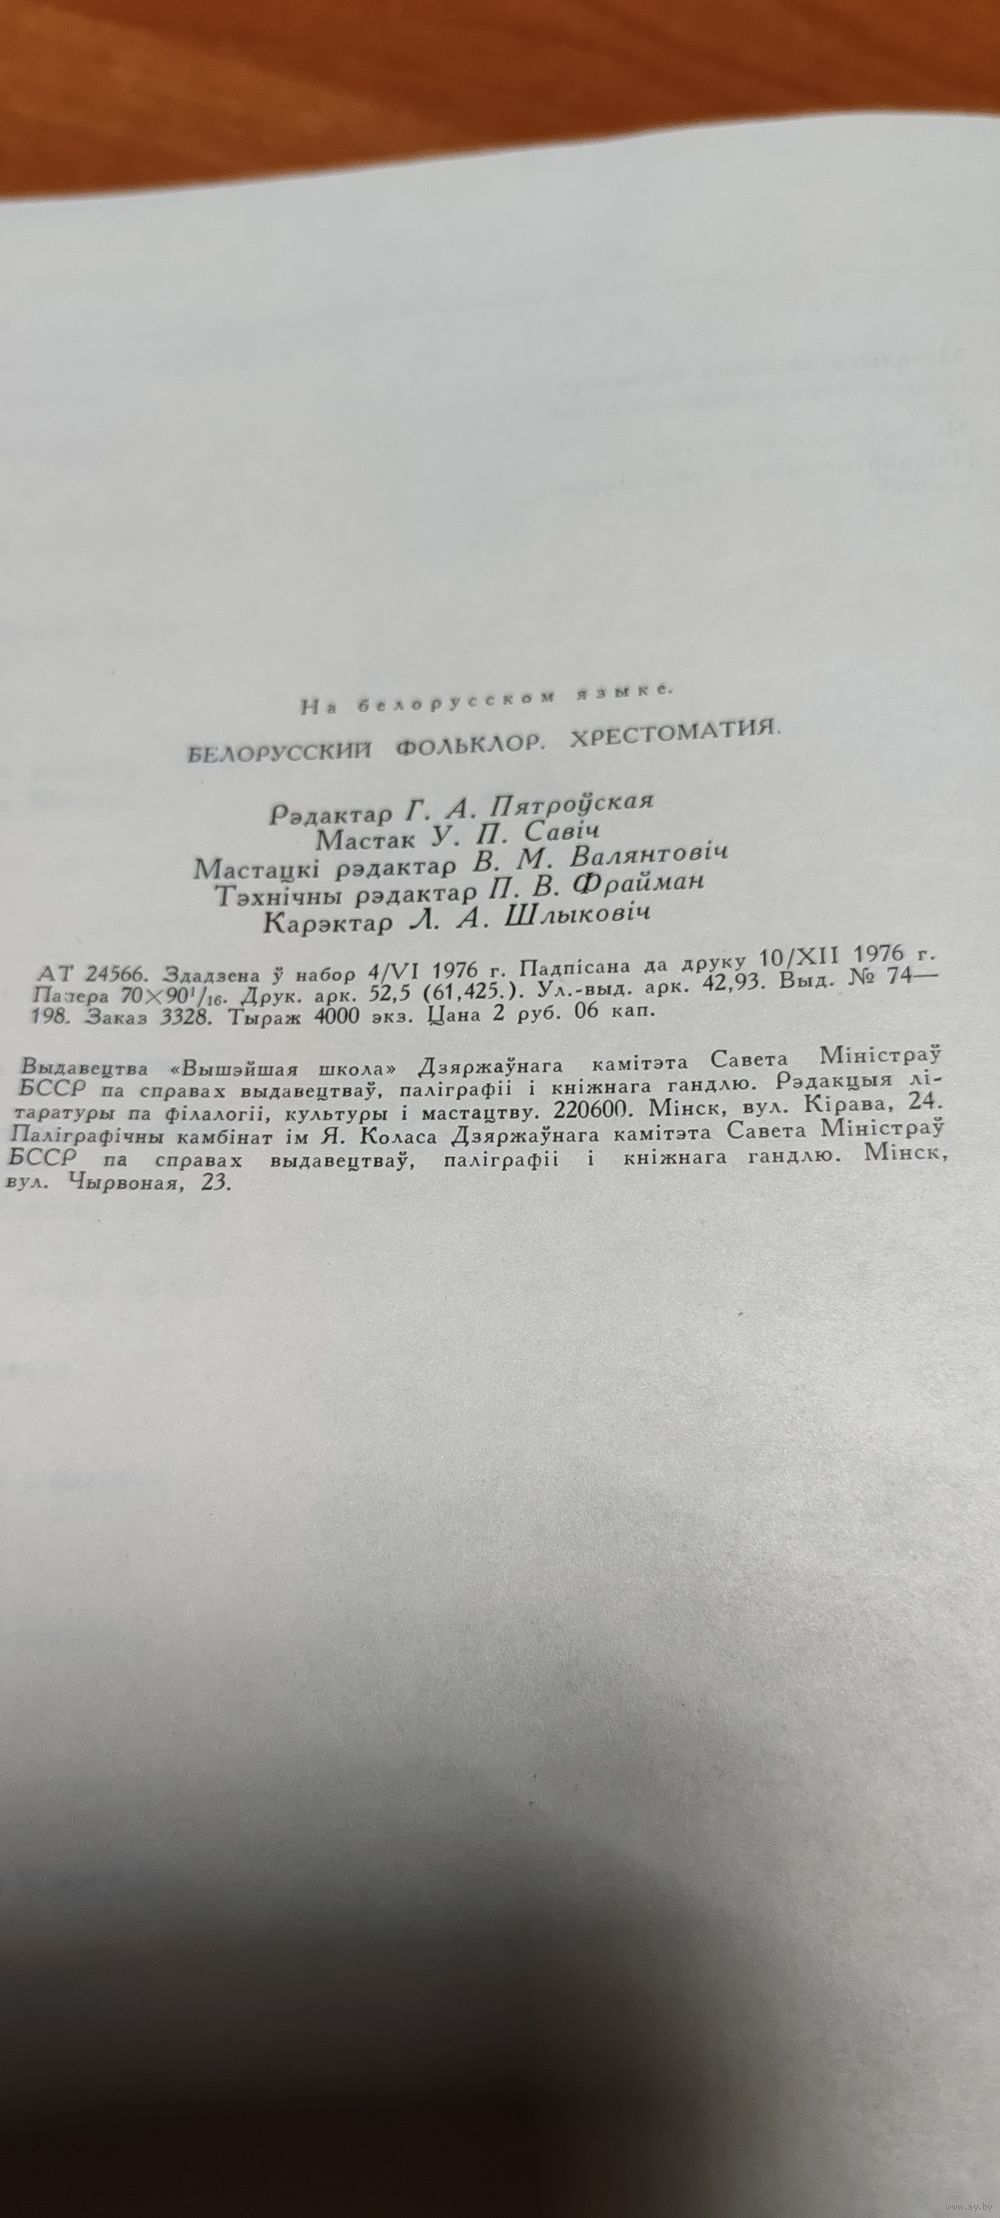 На белорусском языке.
БЕЛОРУССКИЙ ФОЛЬКЛОР. ХРЕСТОМАТИЯ.
Рэдактар Г. А. Пятроўская
Мастак У. П. Савіч
Мастацкі рэдактар В. М. Валянтовіч
Тэхнічны рэдактар П. В. Фрайман
Карэктар Л. А. Шлыковіч
АТ 24566. Здадзена ў набор 4/VI 1976 г. Падпісана да друку 10/XII 1976 г.
Папера 70×90¹/₁₆. Друк. арк. 52,5 (61,425.). Ул.-выд. арк. 42,93. Выд. № 74—
198. Заказ 3328. Тыраж 4000 экз. Цана 2 руб. 06 кап.
Выдавецтва «Вышэйшая школа» Дзяржаўнага камітэта Савета Міністраў
БССР па справах выдавецтваў, паліграфіі і кніжнага гандлю. Рэдакцыя лі-
таратуры па філалогіі, культуры і мастацтву. 220600. Мінск, вул. Кірава, 24.
Паліграфічны камбінат ім Я. Коласа Дзяржаўнага камітэта Савета Міністраў
БССР па справах выдавецтваў, паліграфіі і кніжнага гандлю. Мінск,
вул. Чырвоная, 23.
www.ay.by